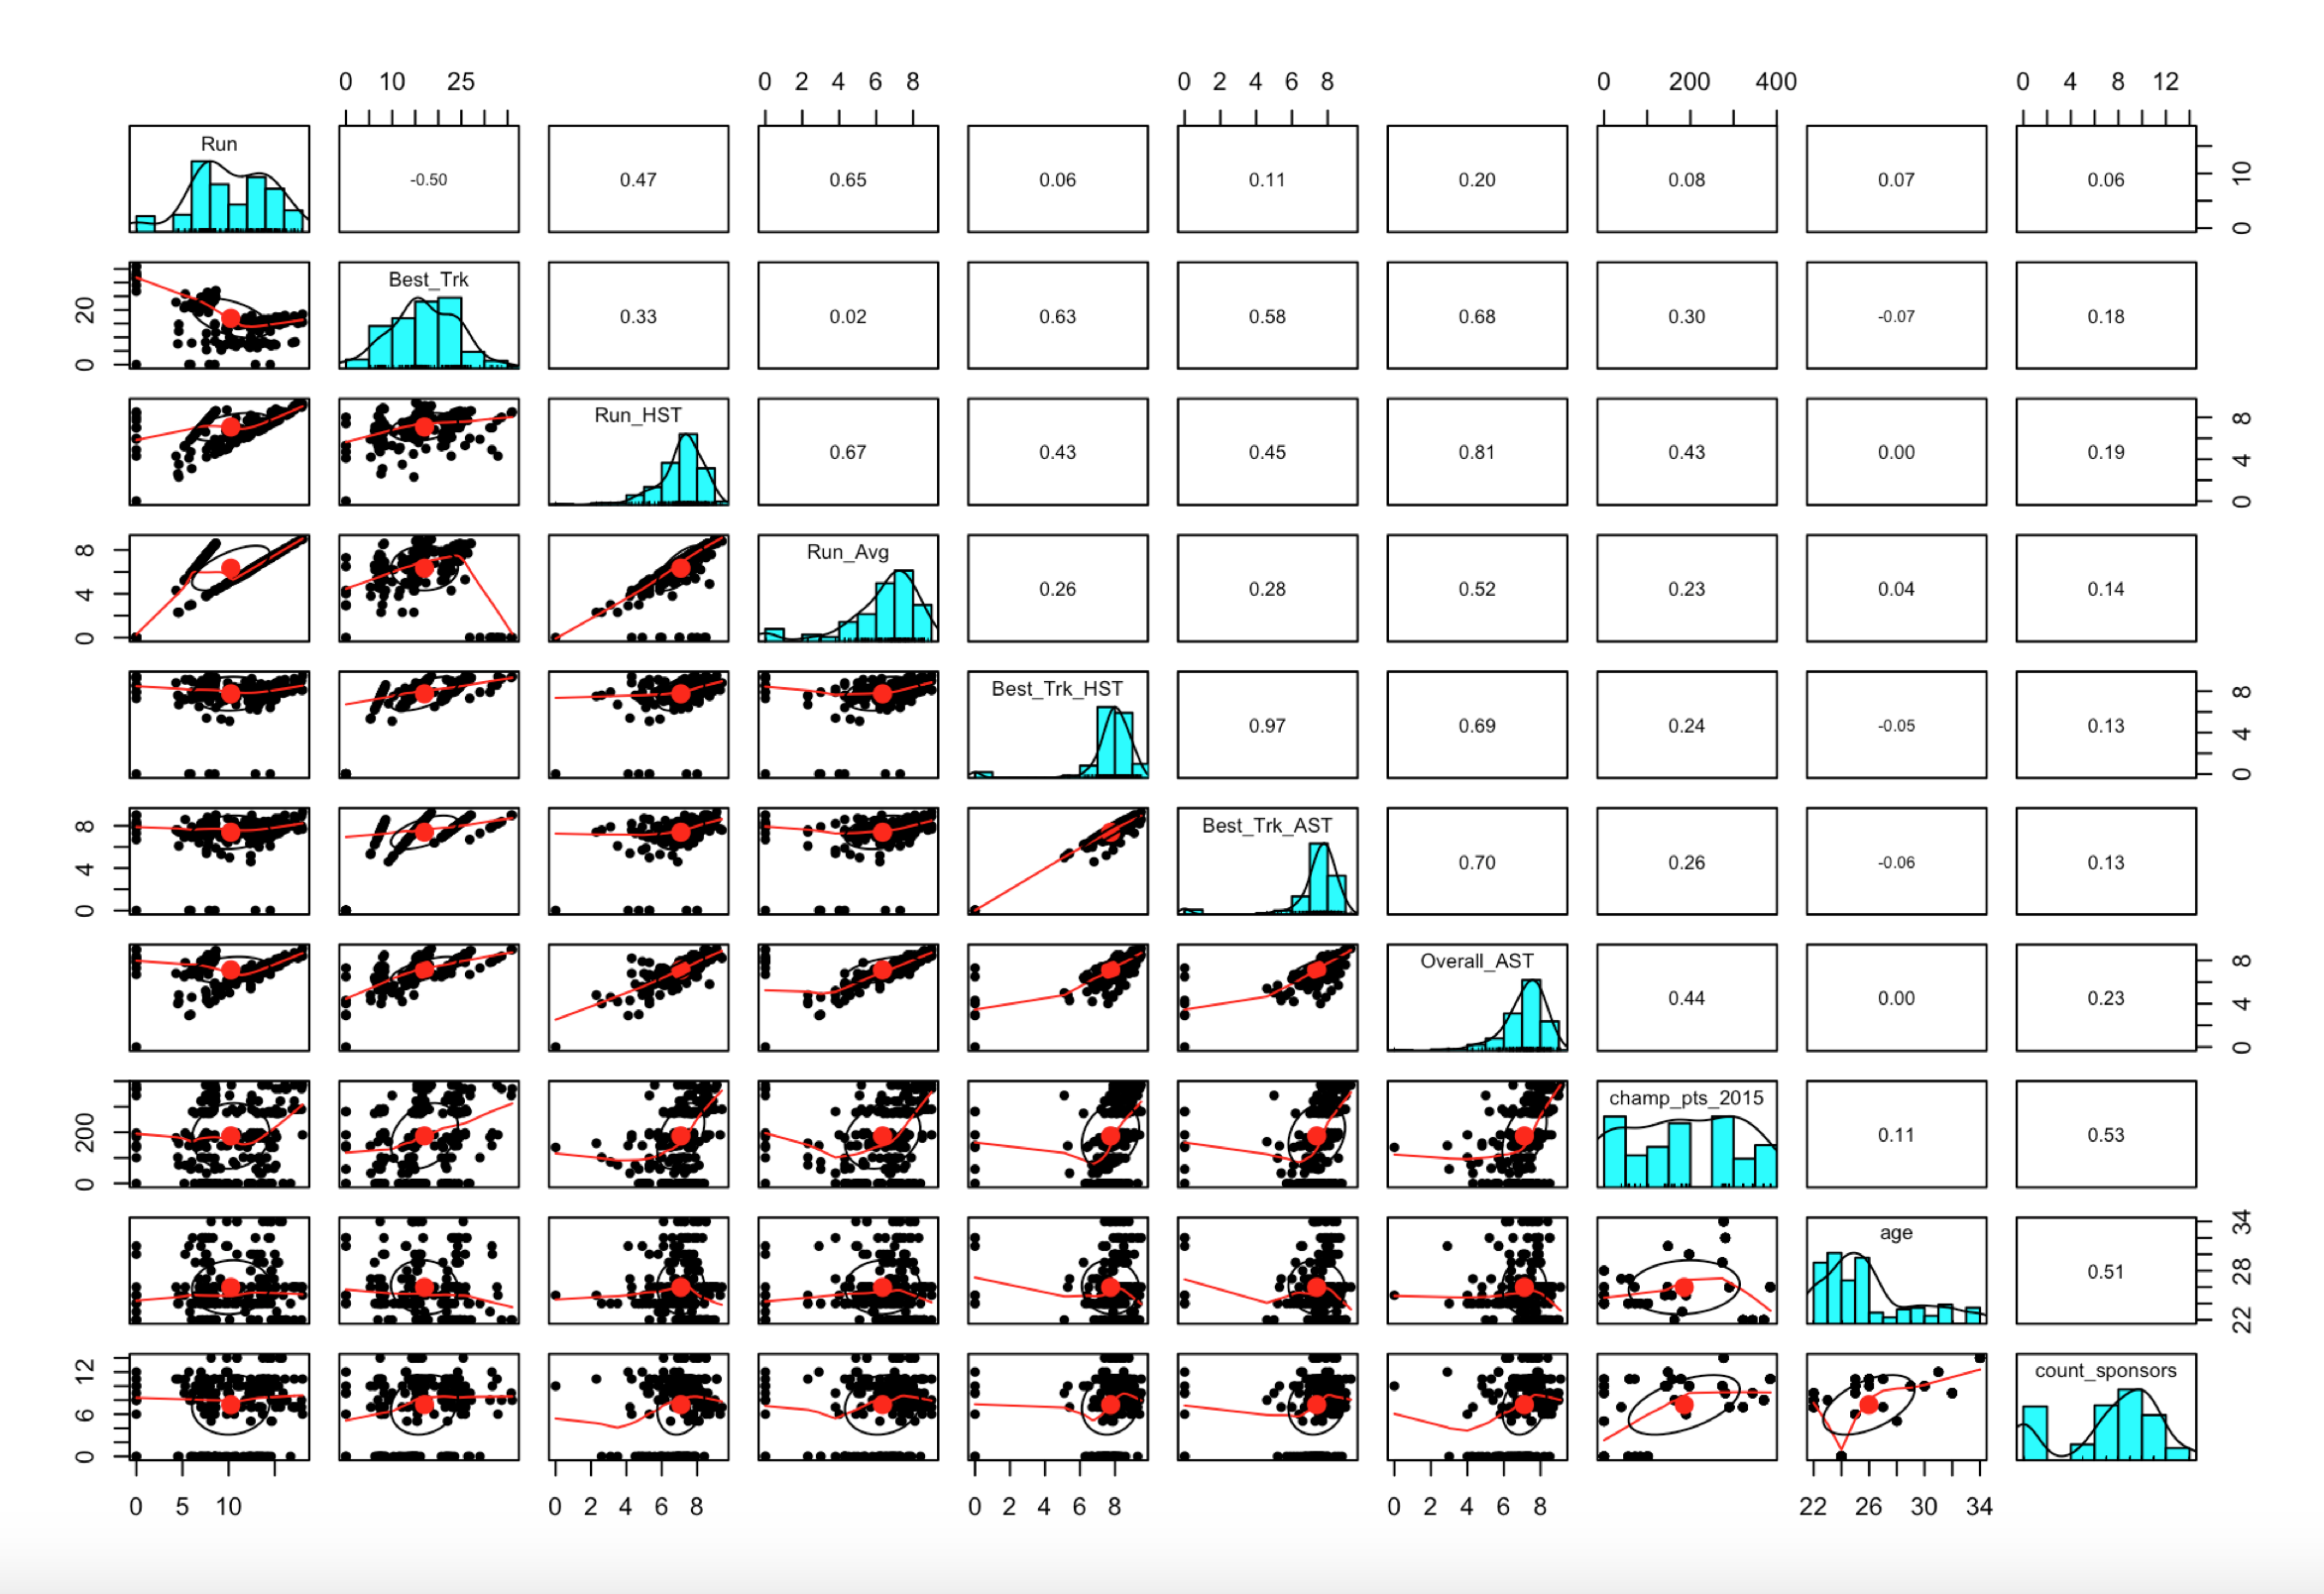 0 10 25 0 2 4 6 8 0 2 4 6 8 0 200 400 0 4 8 12
Run -0.50 0.47 0.65 0.06 0.11 0.20 0.08 0.07 0.06 0 10
0 20 Best_Trk 0.33 0.02 0.63 0.58 0.68 0.30 -0.07 0.18
Run_HST 0.67 0.43 0.45 0.81 0.43 0.00 0.19 0 4 8
0 4 8 Run_Avg 0.26 0.28 0.52 0.23 0.04 0.14
Best_Trk_HST 0.97 0.69 0.24 -0.05 0.13 0 4 8
0 4 8 Best_Trk_AST 0.70 0.26 -0.06 0.13
Overall_AST 0.44 0.00 0.23 0 4 8
0 200 champ_pts_2015 0.11 0.53
age 0.51 22 28 34
0 6 12 count_sponsors
0 5 10 0 2 4 6 8 0 2 4 6 8 0 2 4 6 8 22 26 30 34